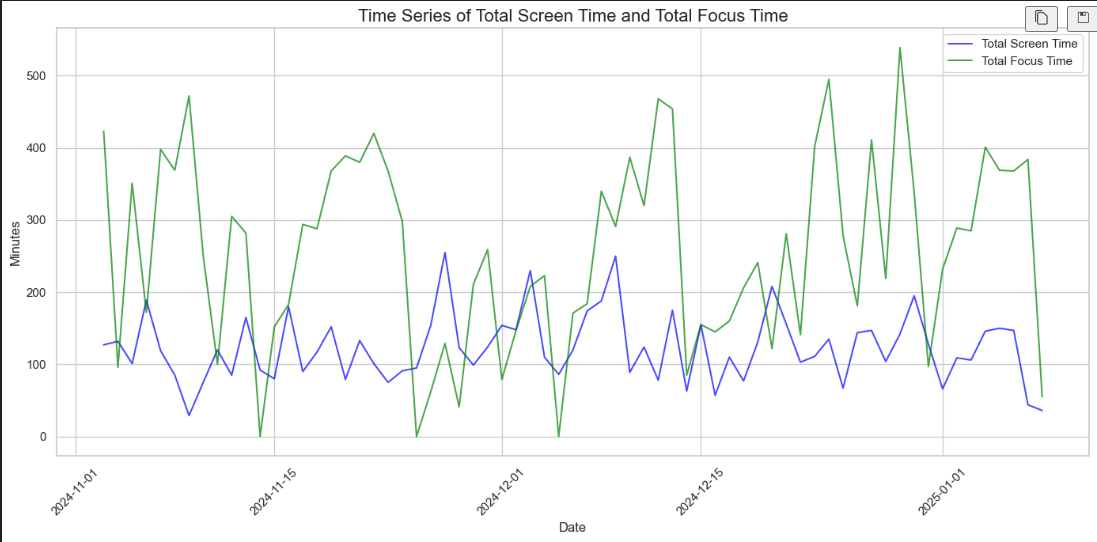 Time Series of Total Screen Time and Total Focus Time
Total Screen Time
Total Focus Time
500
400
300
200
100
0
Minutes
2024-11-01
2024-11-15
2024-12-01
2024-12-15
2025-01-01
Date